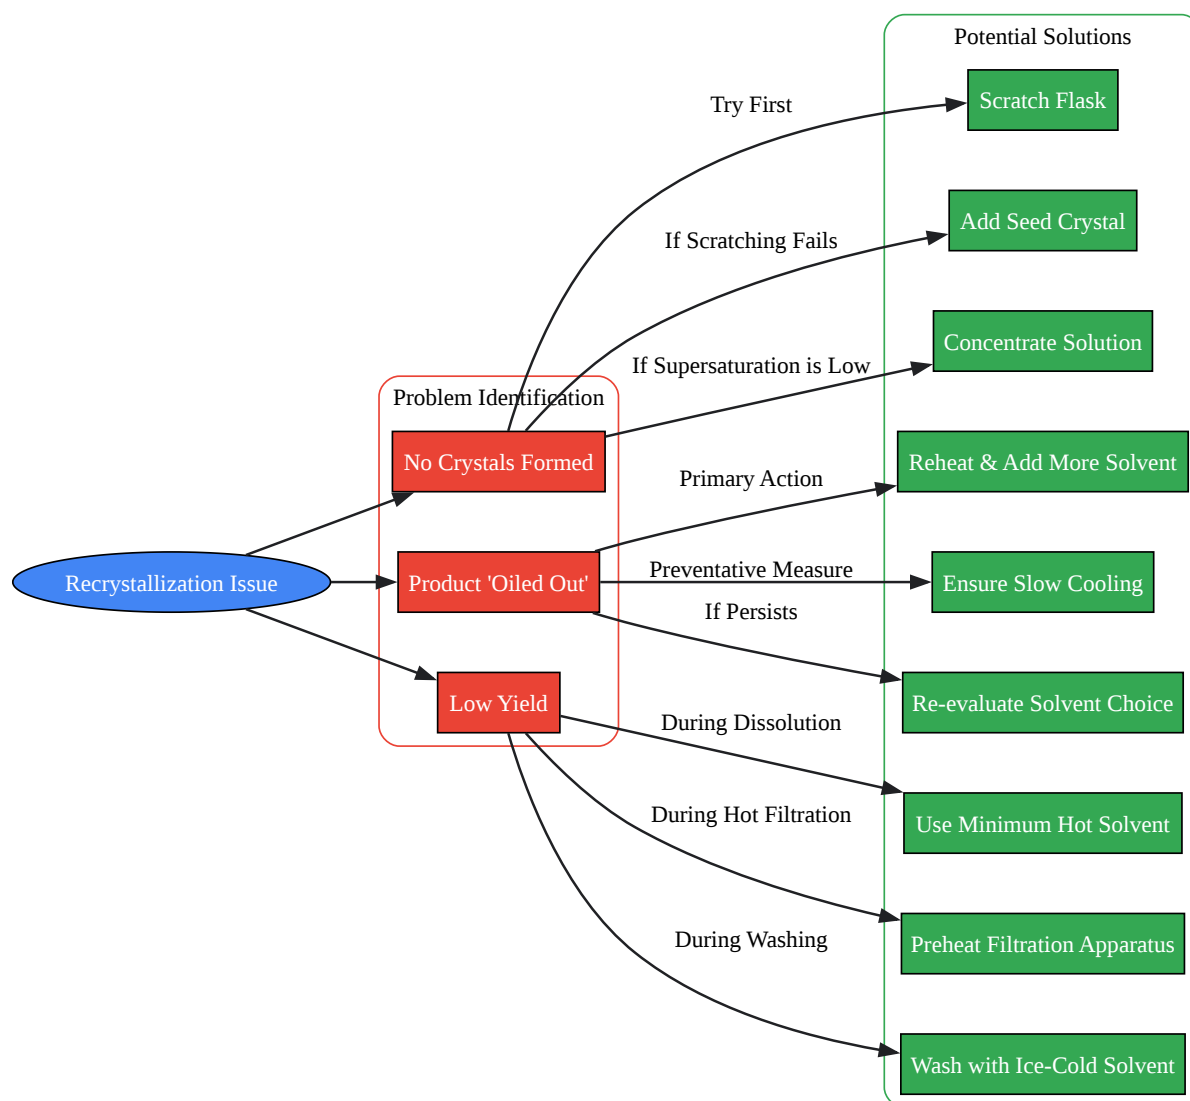 Potential Solutions
Scratch Flask
Try First
Add Seed Crystal
If Scratching Fails
Concentrate Solution
If Supersaturation is Low
Problem Identification
No Crystals Formed
Reheat & Add More Solvent
Primary Action
Recrystallization Issue
Product 'Oiled Out'
Preventative Measure
Ensure Slow Cooling
If Persists
Re-evaluate Solvent Choice
Low Yield
During Dissolution
Use Minimum Hot Solvent
During Hot Filtration
Preheat Filtration Apparatus
During Washing
Wash with Ice-Cold Solvent